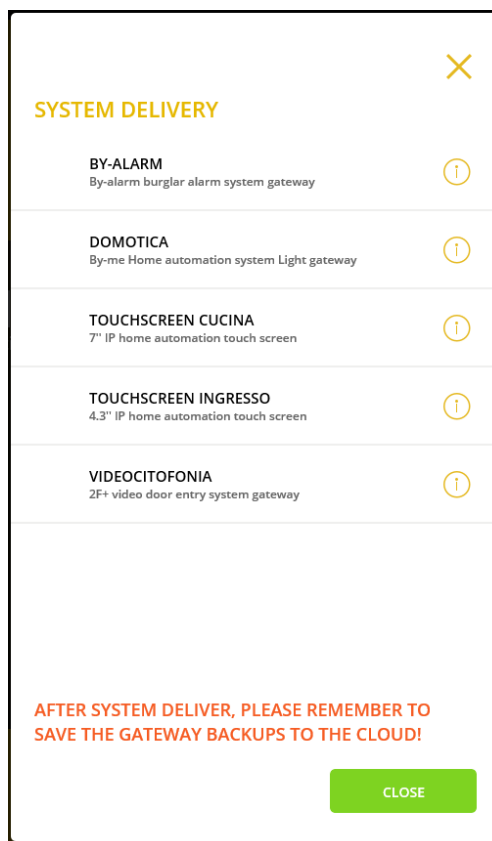 SYSTEM DELIVERY
BY-ALARM
By-alarm burglar alarm system gateway
DOMOTICA
By-me Home automation system Light gateway
TOUCHSCREEN CUCINA
7'' IP home automation touch screen
TOUCHSCREEN INGRESSO
4.3'' IP home automation touch screen
VIDEOCITOFONIA
2F+ video door entry system gateway
AFTER SYSTEM DELIVER, PLEASE REMEMBER TO
SAVE THE GATEWAY BACKUPS TO THE CLOUD!
CLOSE